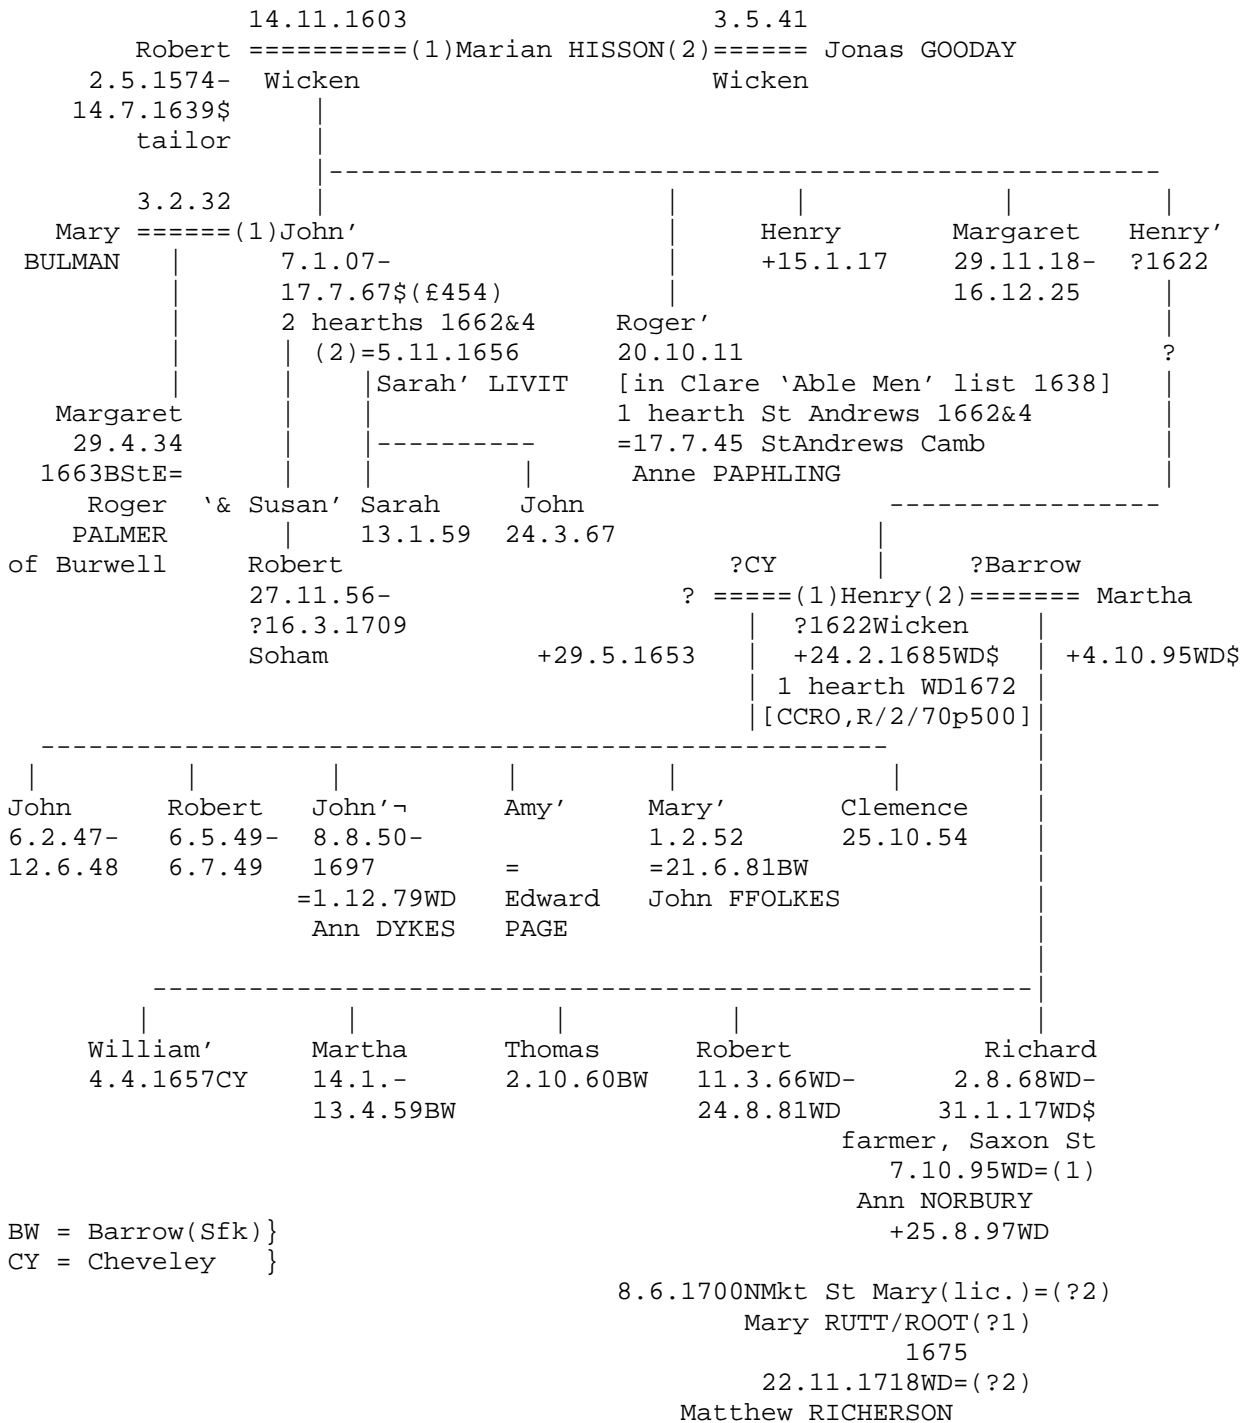 14.11.1603 3.5.41
Robert ==========(1)Marian HISSON(2)====== Jonas GOODAY
2.5.1574- Wicken Wicken
14.7.1639$
tailor
3.2.32
Mary ======(1)John’ Henry Margaret Henry’
BULMAN 7.1.07- +15.1.17 29.11.18- ?1622
17.7.67$(£454) 16.12.25
2 hearths 1662&4 Roger’
(2)=5.11.1656 20.10.11 ?
Sarah’ LIVIT [in Clare ‘Able Men’ list 1638]
Margaret 1 hearth St Andrews 1662&4
29.4.34 =17.7.45 StAndrews Camb
1663BStE= Anne PAPHLING
Roger ‘& Susan’ Sarah John
PALMER 13.1.59 24.3.67
of Burwell Robert ?CY ?Barrow
27.11.56- ? =====(1)Henry(2)======= Martha
?16.3.1709 ?1622Wicken
Soham +29.5.1653 +24.2.1685WD$ +4.10.95WD$
1 hearth WD1672
[CCRO,R/2/70p500]
John Robert John’¬ Amy’ Mary’ Clemence
6.2.47- 6.5.49- 8.8.50- 1.2.52 25.10.54
12.6.48 6.7.49 1697 = =21.6.81BW
=1.12.79WD Edward John FFOLKES
Ann DYKES PAGE
William’ Martha Thomas Robert Richard
4.4.1657CY 14.1.- 2.10.60BW 11.3.66WD- 2.8.68WD-
13.4.59BW 24.8.81WD 31.1.17WD$
farmer, Saxon St
7.10.95WD=(1)
Ann NORBURY
BW = Barrow(Sfk)} +25.8.97WD
CY = Cheveley }
8.6.1700NMkt St Mary(lic.)=(?2)
Mary RUTT/ROOT(?1)
1675
22.11.1718WD=(?2)
Matthew RICHERSON